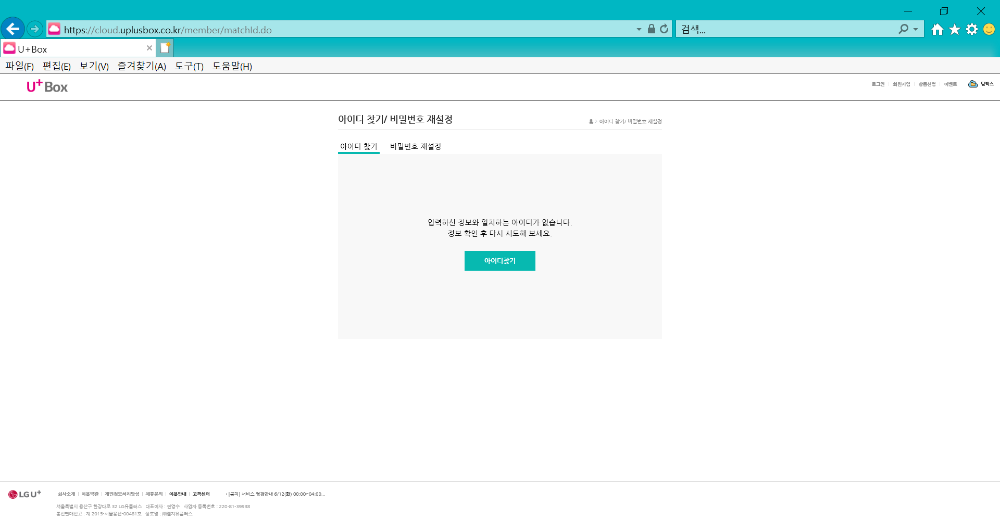 https://cloud.uplusbox.co.kr/member/matchId.do
검색...
U+Box
파일(F) 편집(E) 보기(V) 즐겨찾기(A) 도구(T) 도움말(H)
U+ Box
로그인 회원가입 상품신청 이벤트 팀박스
아이디 찾기/ 비밀번호 재설정
홈 > 아이디 찾기/ 비밀번호 재설정
아이디 찾기 비밀번호 재설정
입력하신 정보와 일치하는 아이디가 없습니다.
정보 확인 후 다시 시도해 보세요.
아이디찾기
LG U+
회사소개 이용약관 개인정보처리방침 제휴문의 이용안내 고객센터
· [공지] 서비스 점검안내 6/12(화) 00:00~04:00...
서울특별시 용산구 한강대로 32 LG유플러스 대표이사 : 권영수 사업자 등록번호 : 220-81-39938
통신판매신고 : 제 2015-서울용산-00481호 상호명 : ㈜엘지유플러스